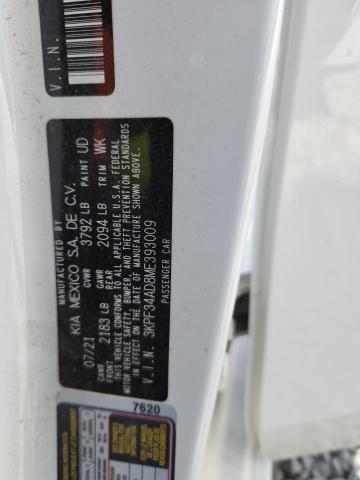 V.I.N.
KIA MEXICO S.A. DE C.V.
07/21 GVWR 3792 LB PAINT UD
GAWR FRONT 2183 LB GAWR REAR 2094 LB TRIM WK
THIS VEHICLE CONFORMS TO ALL APPLICABLE U.S.A. FEDERAL
MOTOR VEHICLE SAFETY, BUMPER, AND THEFT PREVENTION STANDARDS
IN EFFECT ON THE DATE OF MANUFACTURE SHOWN ABOVE.
V.I.N. 3KPF34AD8ME393009
PASSENGER CAR
7620